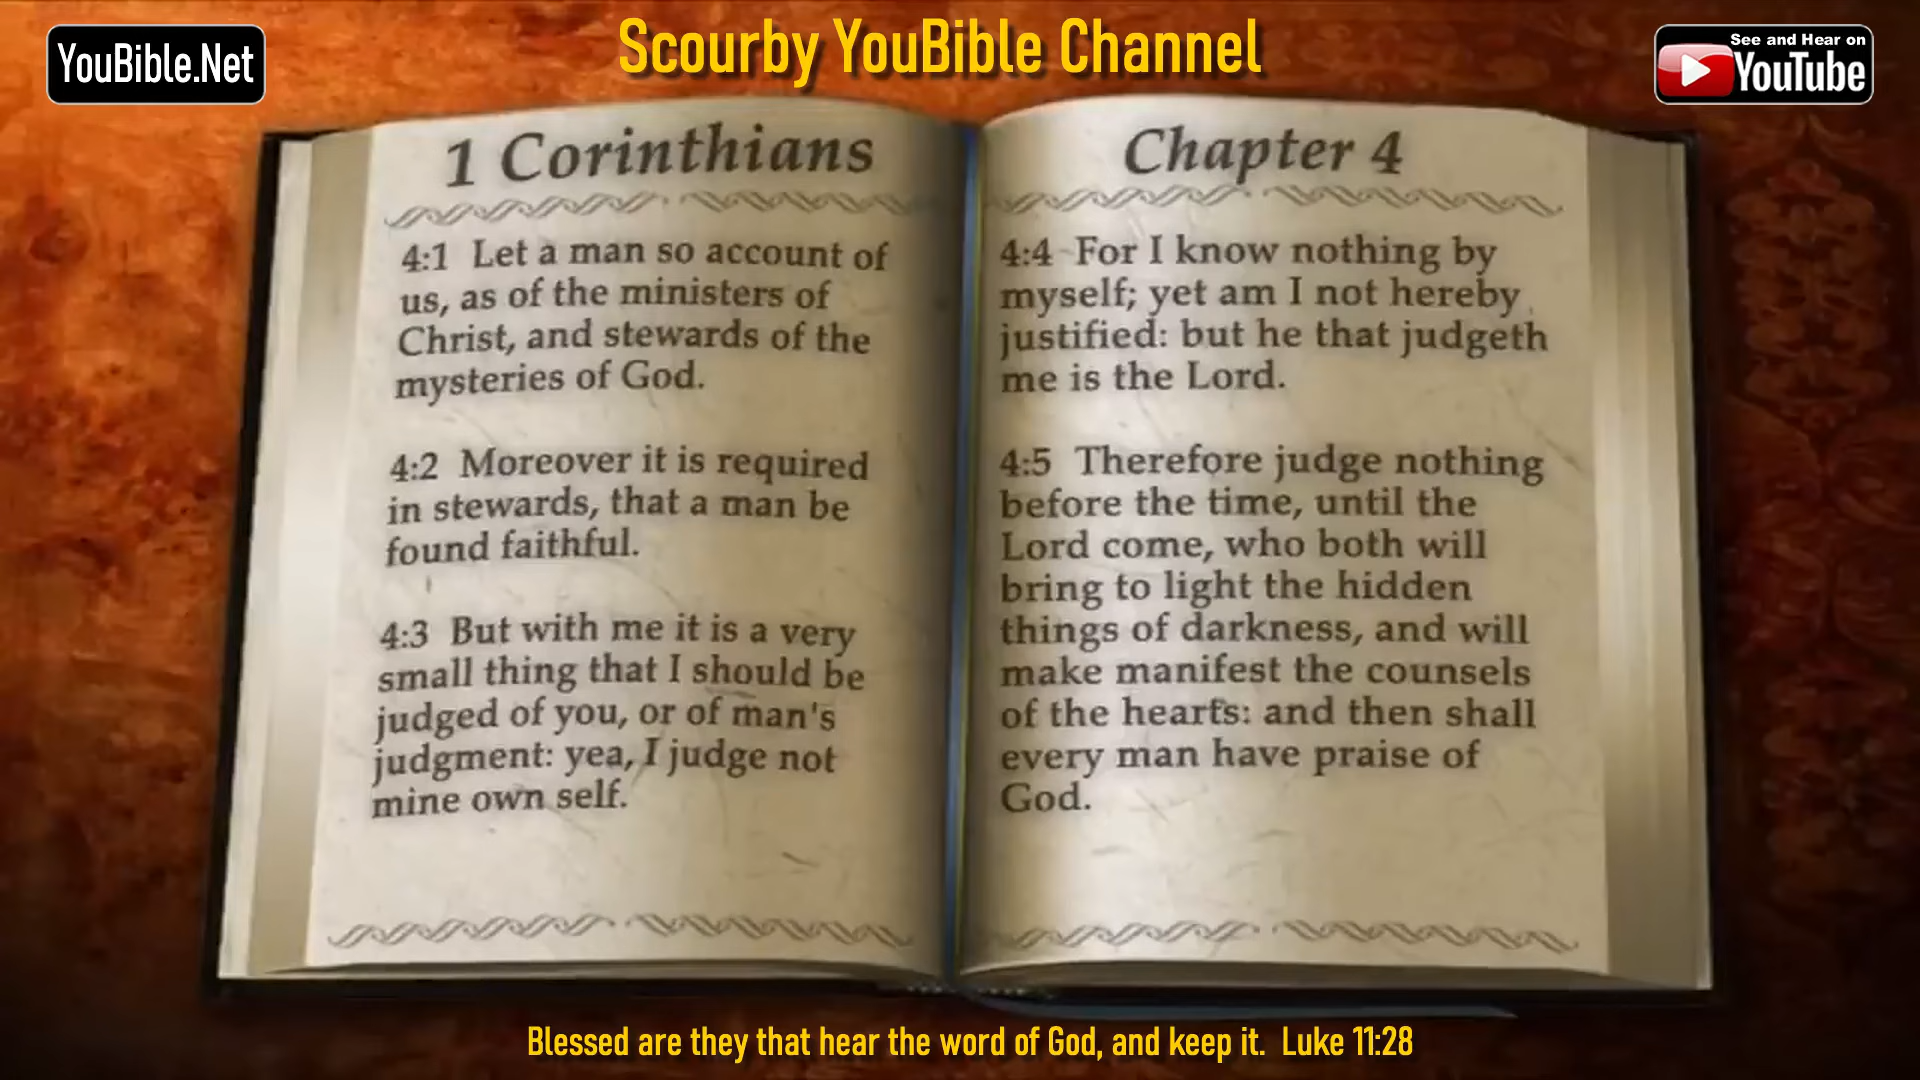 YouBible.Net
Scourby YouBible Channel
See and Hear on
YouTube
1 Corinthians
4:1 Let a man so account of
us, as of the ministers of
Christ, and stewards of the
mysteries of God.
4:2 Moreover it is required
in stewards, that a man be
found faithful.
4:3 But with me it is a very
small thing that I should be
judged of you, or of man's
judgment: yea, I judge not
mine own self.
Chapter 4
4:4 For I know nothing by
myself; yet am I not hereby
justified: but he that judgeth
me is the Lord.
4:5 Therefore judge nothing
before the time, until the
Lord come, who both will
bring to light the hidden
things of darkness, and will
make manifest the counsels
of the hearts: and then shall
every man have praise of
God.
Blessed are they that hear the word of God, and keep it. Luke 11:28